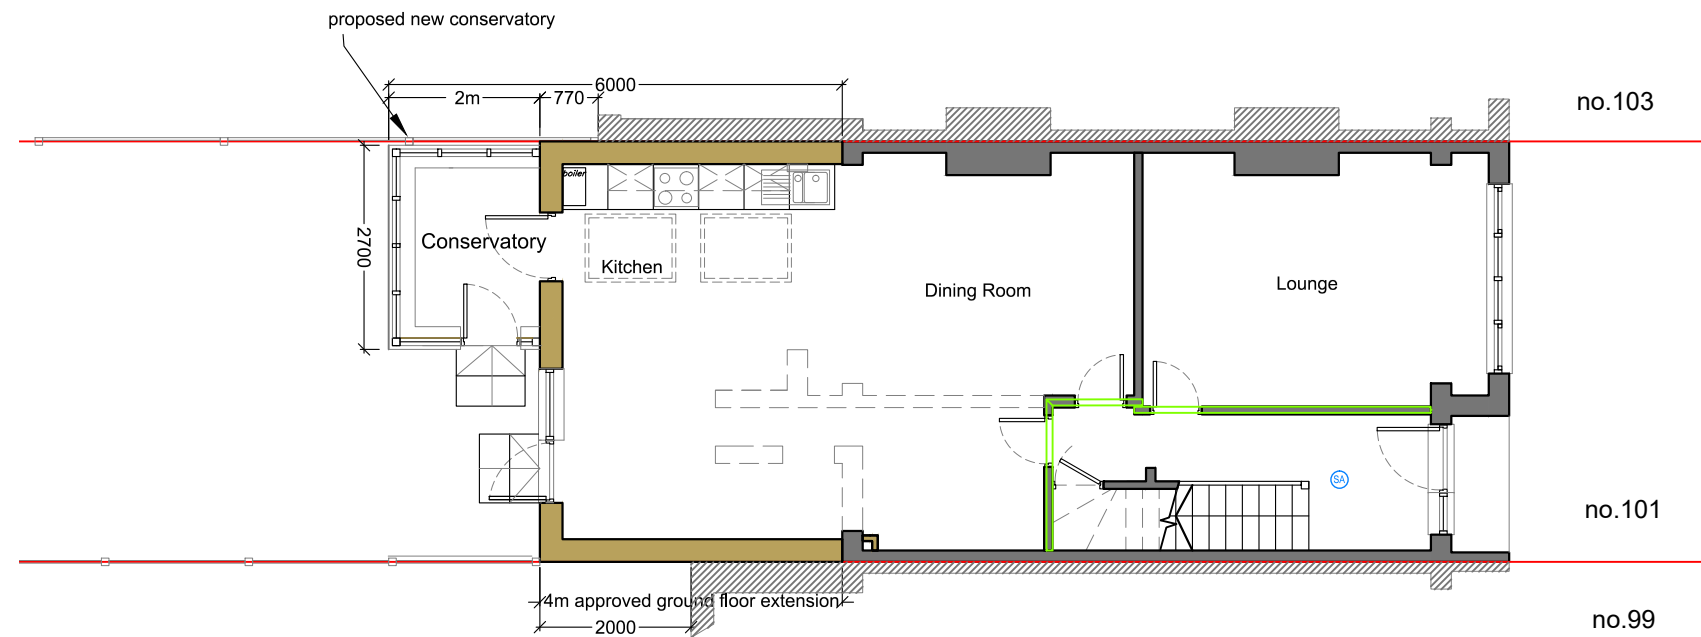 proposed new conservatory
6000
no.103
2m
770
boiler
2700
Conservatory
Kitchen
Dining Room
Lounge
SA
no.101
4m approved ground floor extension
2000
no.99